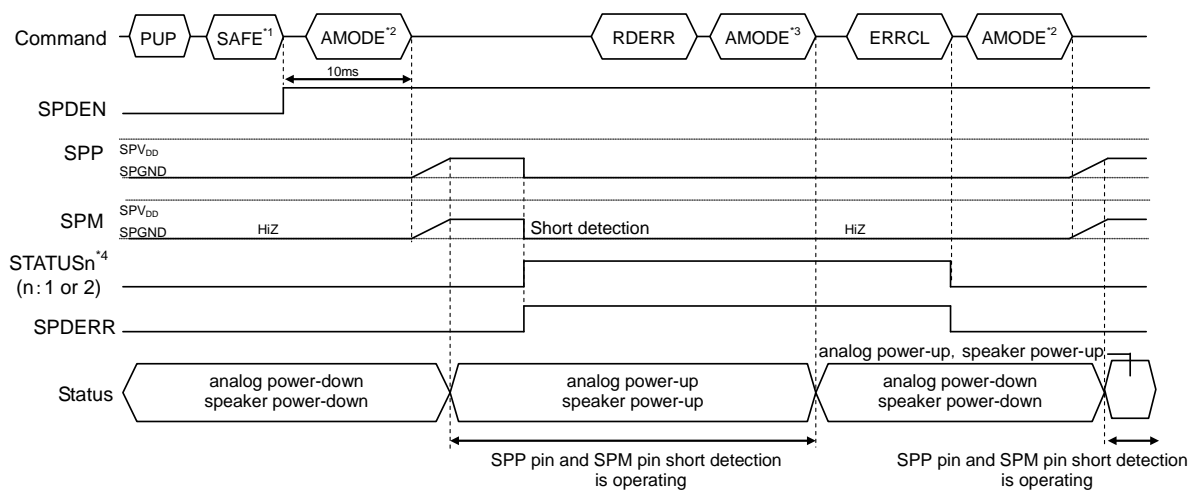 Command PUP SAFE*1 AMODE*2 RDERR AMODE*3 ERRCL AMODE*2
10ms
SPDEN
SPP SPVDD
SPGND
SPM SPVDD
SPGND HiZ Short detection HiZ
STATUSn*4
(n:1 or 2)
SPDERR
analog power-up, speaker power-up
Status analog power-down analog power-up analog power-down
speaker power-down speaker power-up speaker power-down
SPP pin and SPM pin short detection SPP pin and SPM pin short detection
is operating is operating